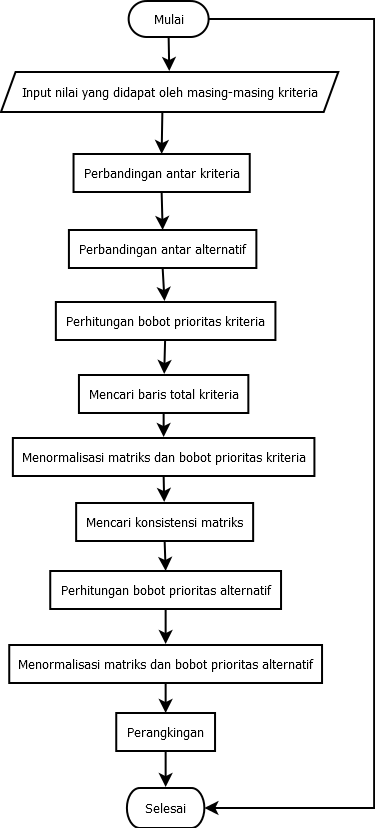 Mulai
Input nilai yang didapat oleh masing-masing kriteria
Perbandingan antar kriteria
Perbandingan antar alternatif
Perhitungan bobot prioritas kriteria
Mencari baris total kriteria
Menormalisasi matriks dan bobot prioritas kriteria
Mencari konsistensi matriks
Perhitungan bobot prioritas alternatif
Menormalisasi matriks dan bobot prioritas alternatif
Perangkingan
Selesai